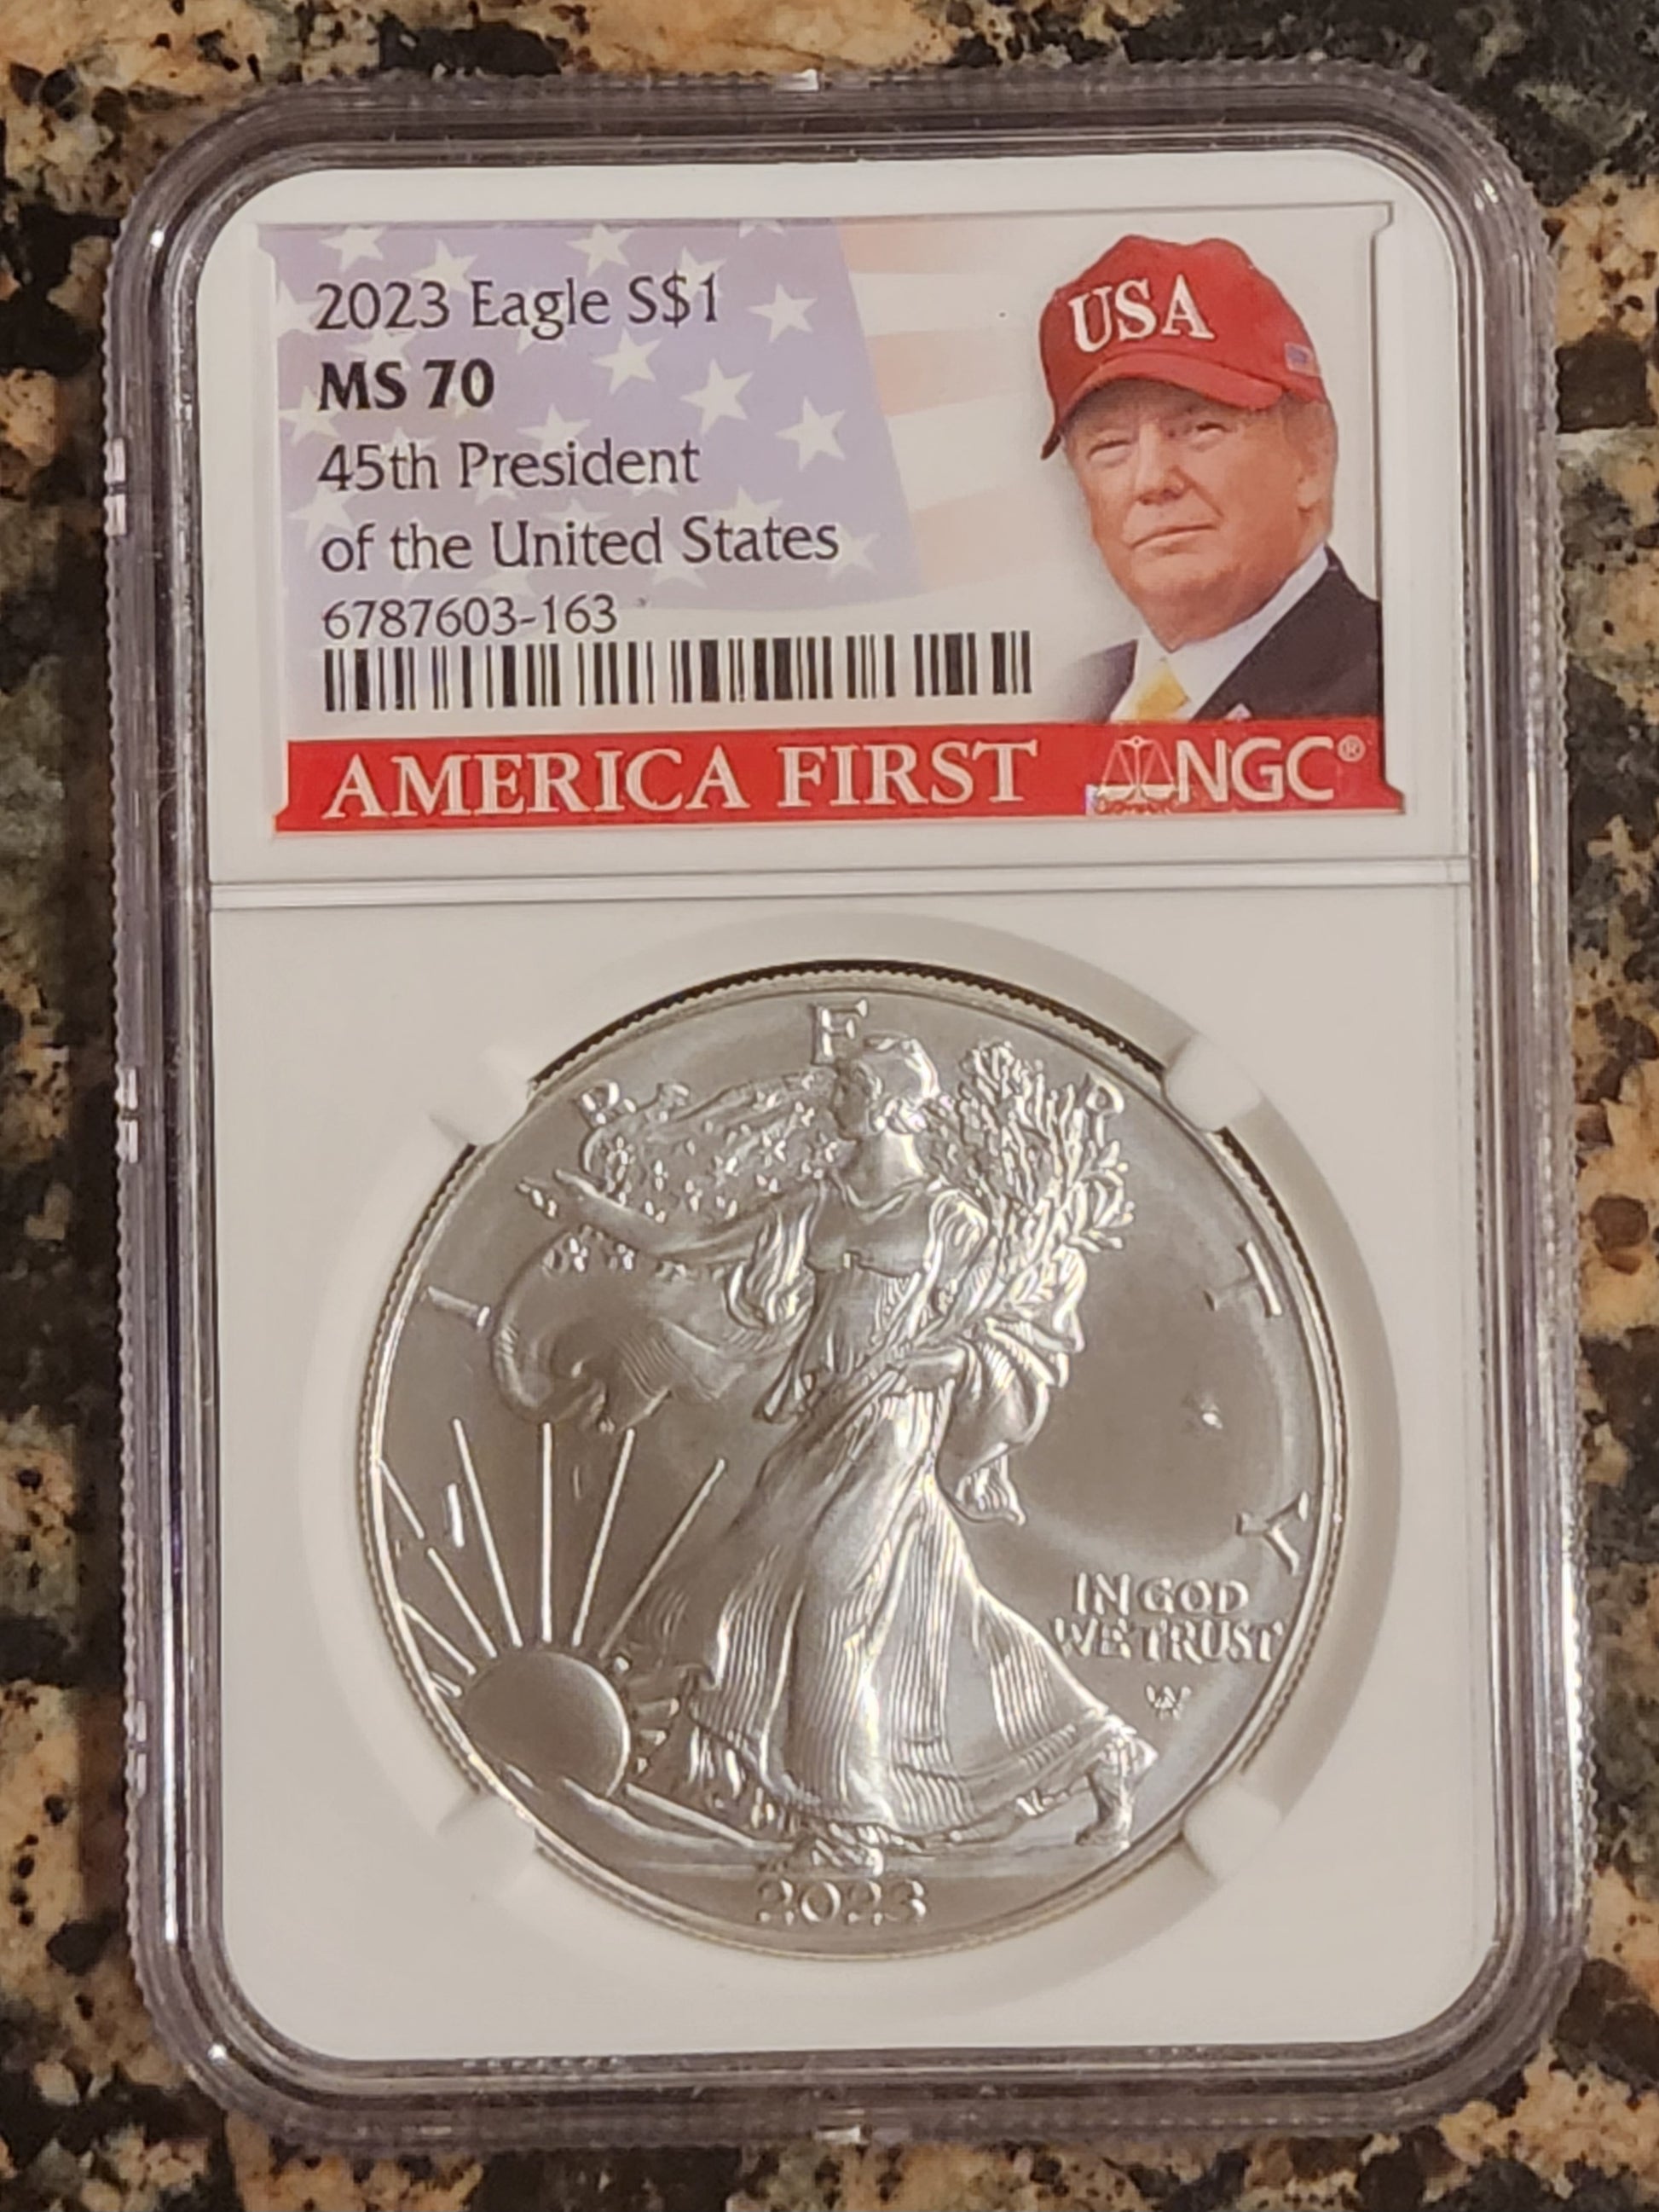 2023 Eagle S$1
MS 70
45th President
of the United States
6787603-163
USA
AMERICA FIRST NGC®
LIBERTY
IN GOD
WE TRUST
2023